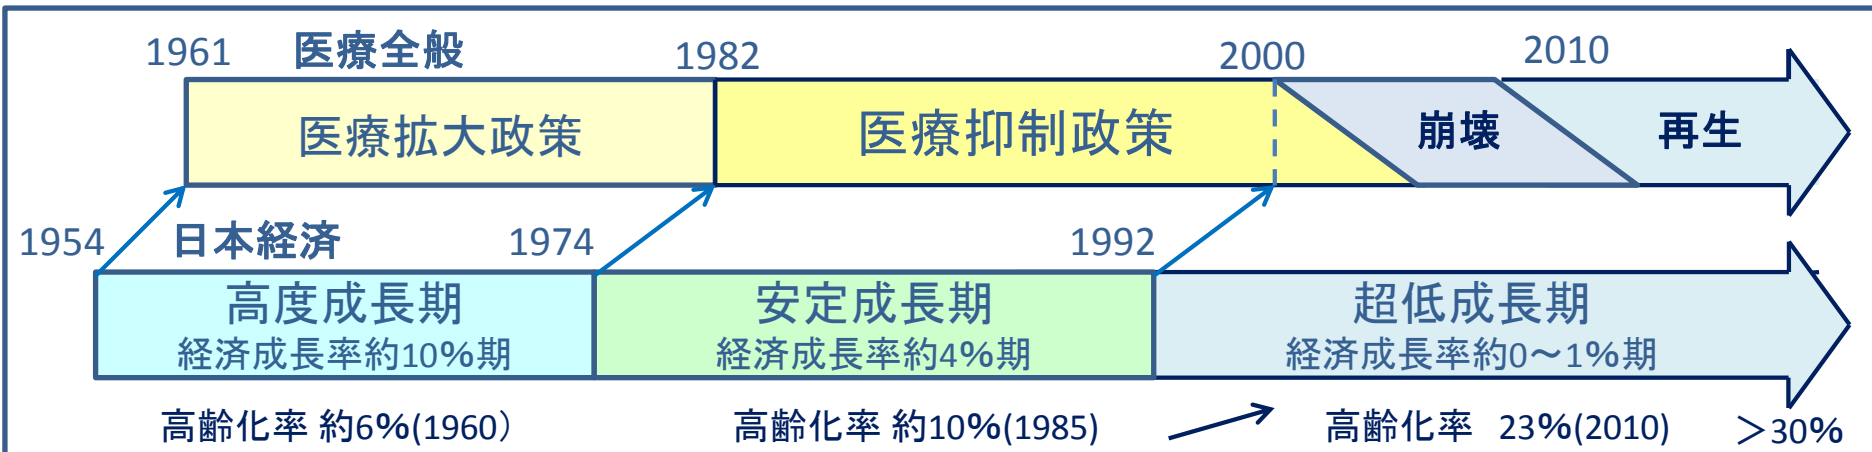 1961 医療全般 1982 2000 2010
医療拡大政策 医療抑制政策 崩壊 再生
1954 日本経済 1974 1992
高度成長期 安定成長期 超低成長期
経済成長率約10%期 経済成長率約4%期 経済成長率約0～1%期
高齢化率 約6%(1960） 高齢化率 約10%(1985) 高齢化率 23%(2010) ＞30%